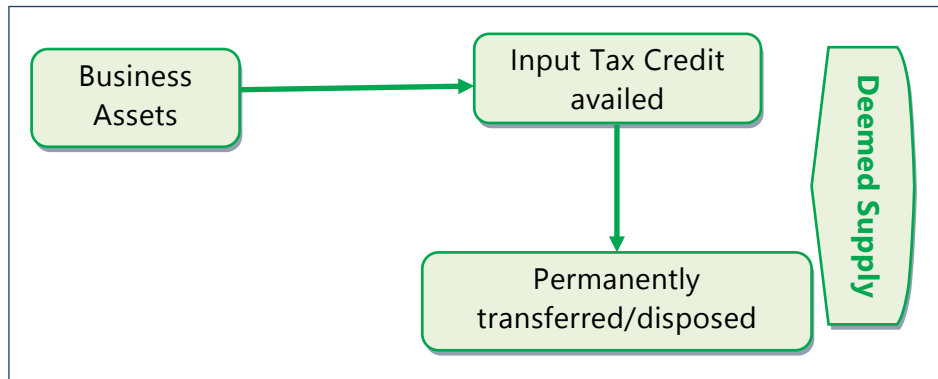 Business
Assets
Input Tax Credit
availed
Permanently
transferred/disposed
Deemed Supply